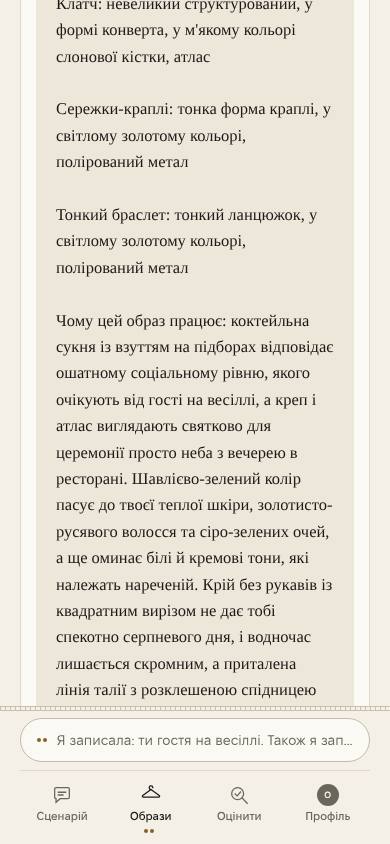 Клатч: невеликий структурований, у
формі конверта, у м'якому кольорі
слонової кістки, атлас
Сережки-краплі: тонка форма краплі, у
світлому золотому кольорі,
полірований метал
Тонкий браслет: тонкий ланцюжок, у
світлому золотому кольорі,
полірований метал
Чому цей образ працює: коктейльна
сукня із взуттям на підборах відповідає
ошатному соціальному рівню, якого
очікують від гості на весіллі, а креп і
атлас виглядають святково для
церемонії просто неба з вечерею в
ресторані. Шавлієво-зелений колір
пасує до твоєї теплої шкіри, золотисто-
русявого волосся та сіро-зелених очей,
а ще оминає білі й кремові тони, які
належать нареченій. Крій без рукавів із
квадратним вирізом не дає тобі
спекотно серпневого дня, і водночас
лишається скромним, а приталена
лінія талії з розклешеною спідницею
Я записала: ти гостя на весіллі. Також я зап...
Сценарій
Образи
Оцінити
О
Профіль